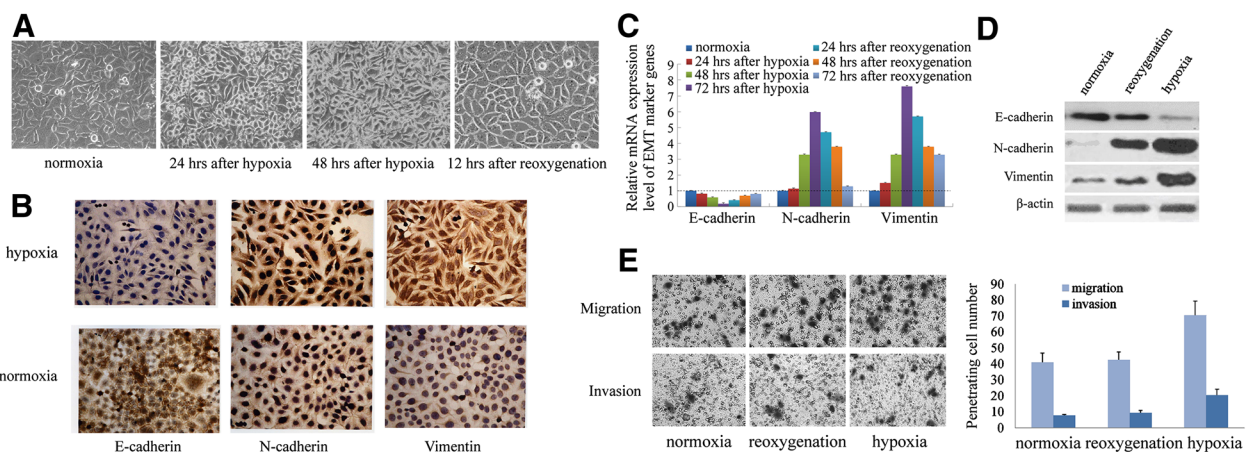 A
normoxia
24 hrs after hypoxia
48 hrs after hypoxia
12 hrs after reoxygenation
B
hypoxia
normoxia
E-cadherin
N-cadherin
Vimentin
C
Relative mRNA expression
level of EMT marker genes
normoxia
24 hrs after hypoxia
48 hrs after hypoxia
72 hrs after hypoxia
24 hrs after reoxygenation
48 hrs after reoxygenation
72 hrs after reoxygenation
9
8
7
6
5
4
3
2
1
0
E-cadherin
N-cadherin
Vimentin
D
normoxia
reoxygenation
hypoxia
E-cadherin
N-cadherin
Vimentin
β-actin
E
Migration
Invasion
normoxia
reoxygenation
hypoxia
Penetrating cell number
90
80
70
60
50
40
30
20
10
0
migration
invasion
normoxia
reoxygenation
hypoxia